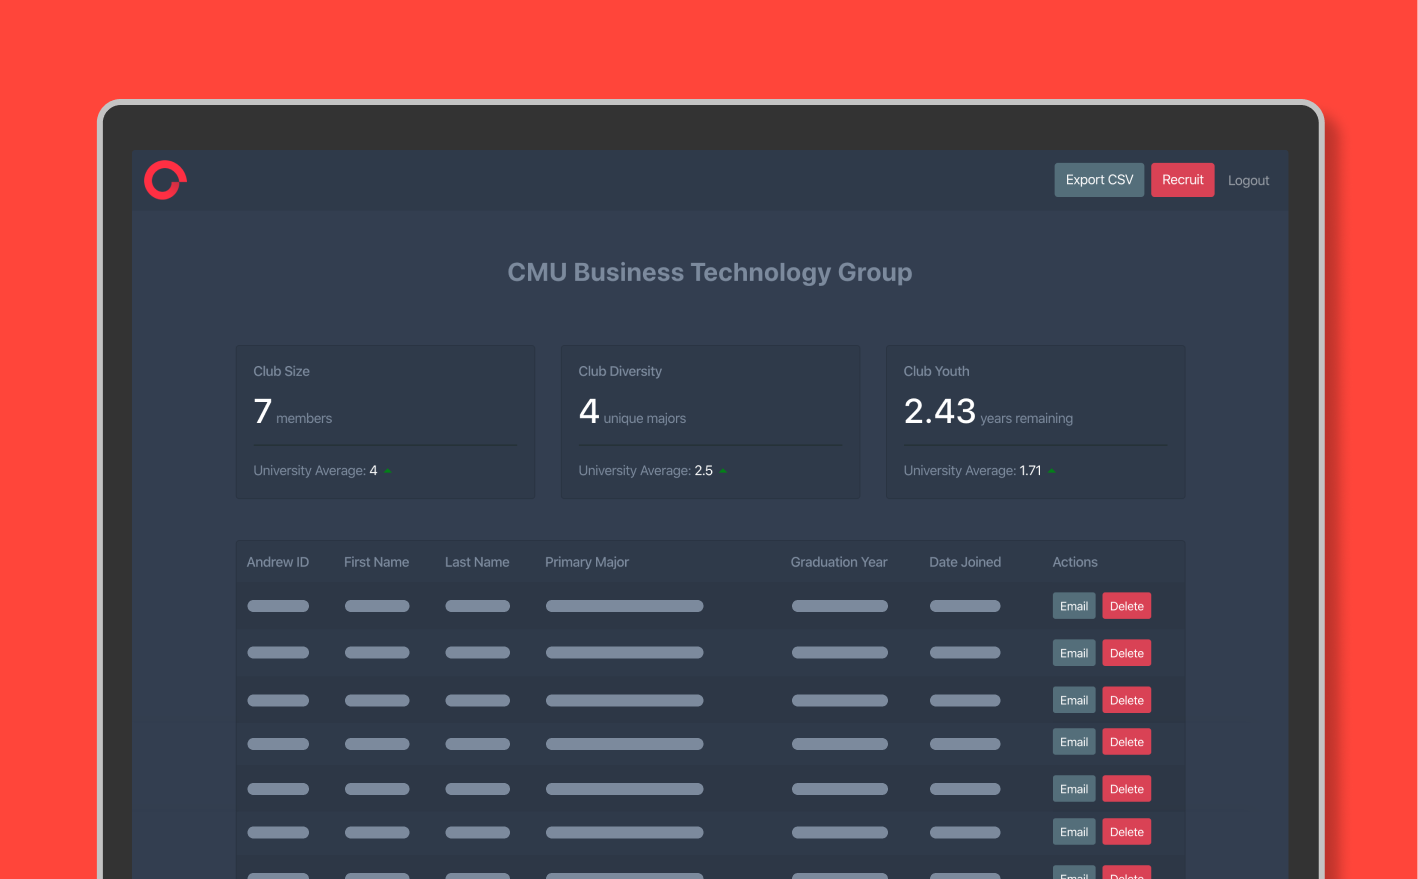 Export CSV Recruit Logout
CMU Business Technology Group
Club Size
7 members
University Average: 4
Club Diversity
4 unique majors
University Average: 2.5
Club Youth
2.43 years remaining
University Average: 1.71
Andrew ID First Name Last Name Primary Major Graduation Year Date Joined Actions
Email Delete
Email Delete
Email Delete
Email Delete
Email Delete
Email Delete
Email Delete